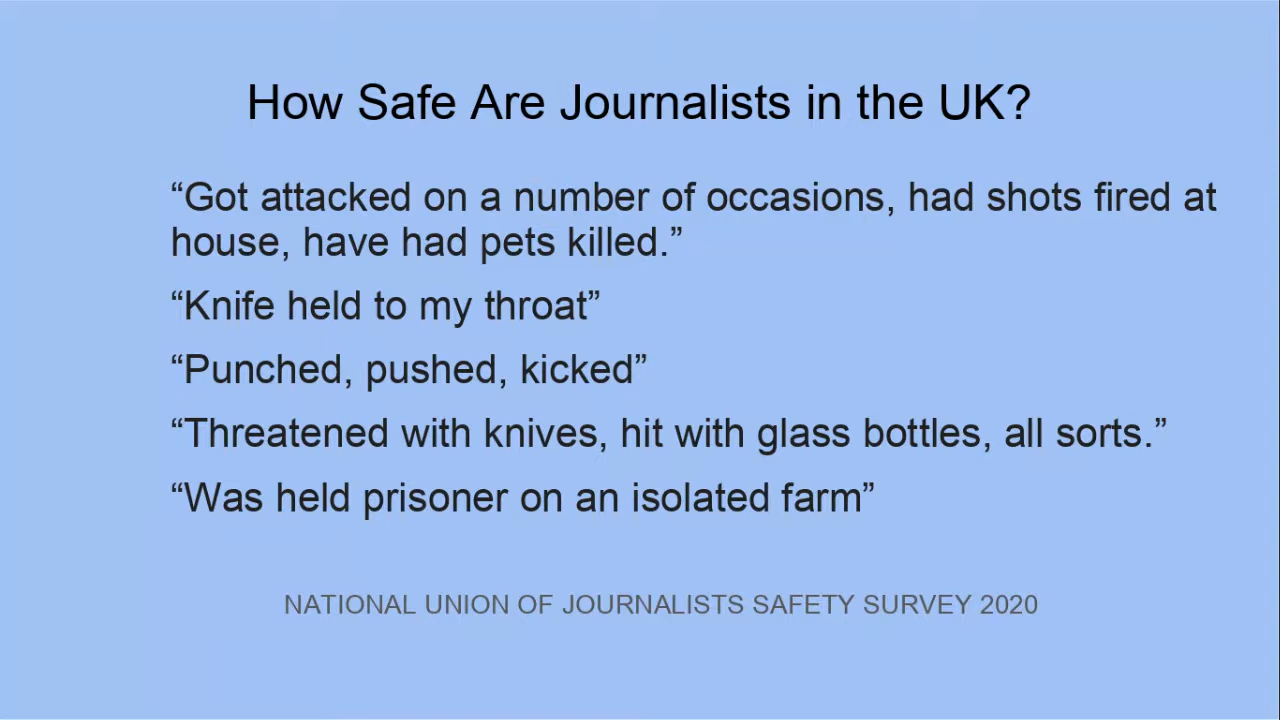 How Safe Are Journalists in the UK?
“Got attacked on a number of occasions, had shots fired at
house, have had pets killed.”
“Knife held to my throat”
“Punched, pushed, kicked”
“Threatened with knives, hit with glass bottles, all sorts.”
“Was held prisoner on an isolated farm”
NATIONAL UNION OF JOURNALISTS SAFETY SURVEY 2020